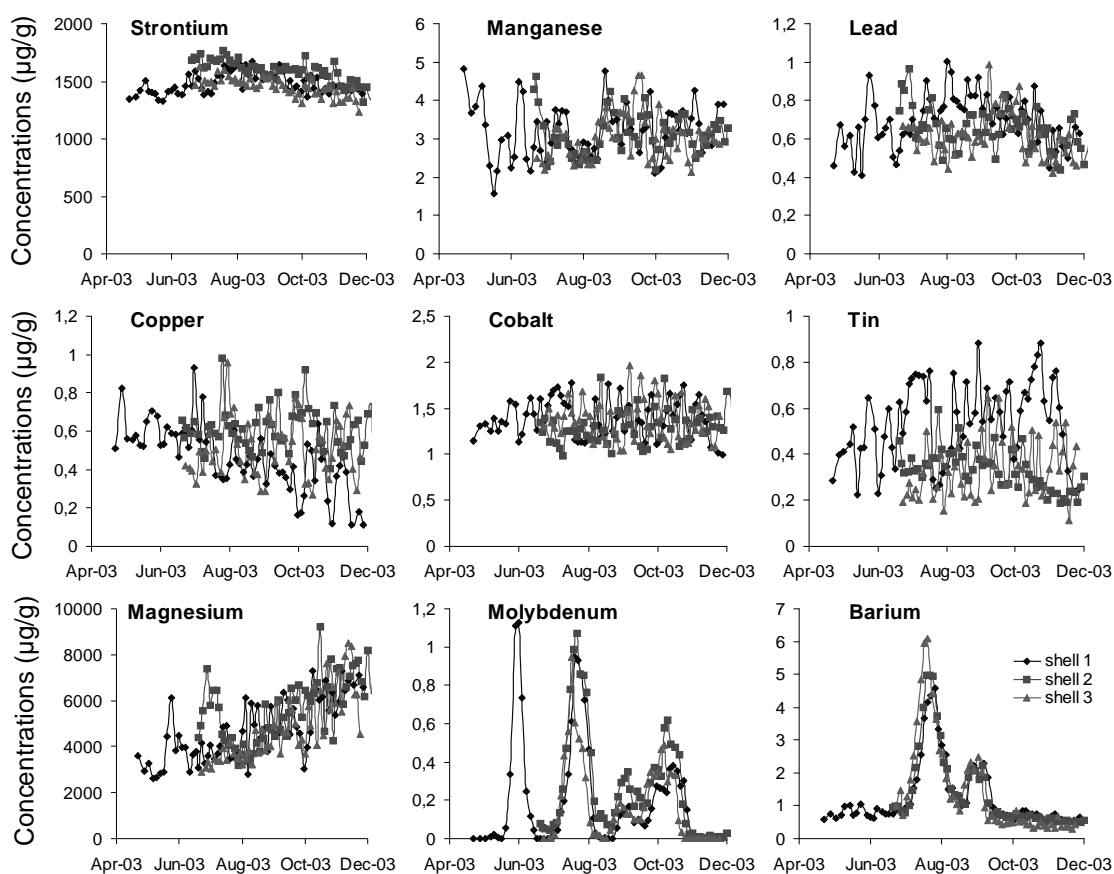 Concentrations (µg/g)
Strontium
2000
1500
1000
500
0
Apr-03 Jun-03 Aug-03 Oct-03 Dec-03
Manganese
6
5
4
3
2
1
0
Apr-03 Jun-03 Aug-03 Oct-03 Dec-03
Lead
1,2
1
0,8
0,6
0,4
0,2
0
Apr-03 Jun-03 Aug-03 Oct-03 Dec-03
Concentrations (µg/g)
Copper
1,2
1
0,8
0,6
0,4
0,2
0
Apr-03 Jun-03 Aug-03 Oct-03 Dec-03
Cobalt
2,5
2
1,5
1
0,5
0
Apr-03 Jun-03 Aug-03 Oct-03 Dec-03
Tin
1
0,8
0,6
0,4
0,2
0
Apr-03 Jun-03 Aug-03 Oct-03 Dec-03
Concentrations (µg/g)
Magnesium
10000
8000
6000
4000
2000
0
Apr-03 Jun-03 Aug-03 Oct-03 Dec-03
Molybdenum
1,2
1
0,8
0,6
0,4
0,2
0
Apr-03 Jun-03 Aug-03 Oct-03 Dec-03
Barium
7
6
5
4
3
2
1
0
shell 1
shell 2
shell 3
Apr-03 Jun-03 Aug-03 Oct-03 Dec-03